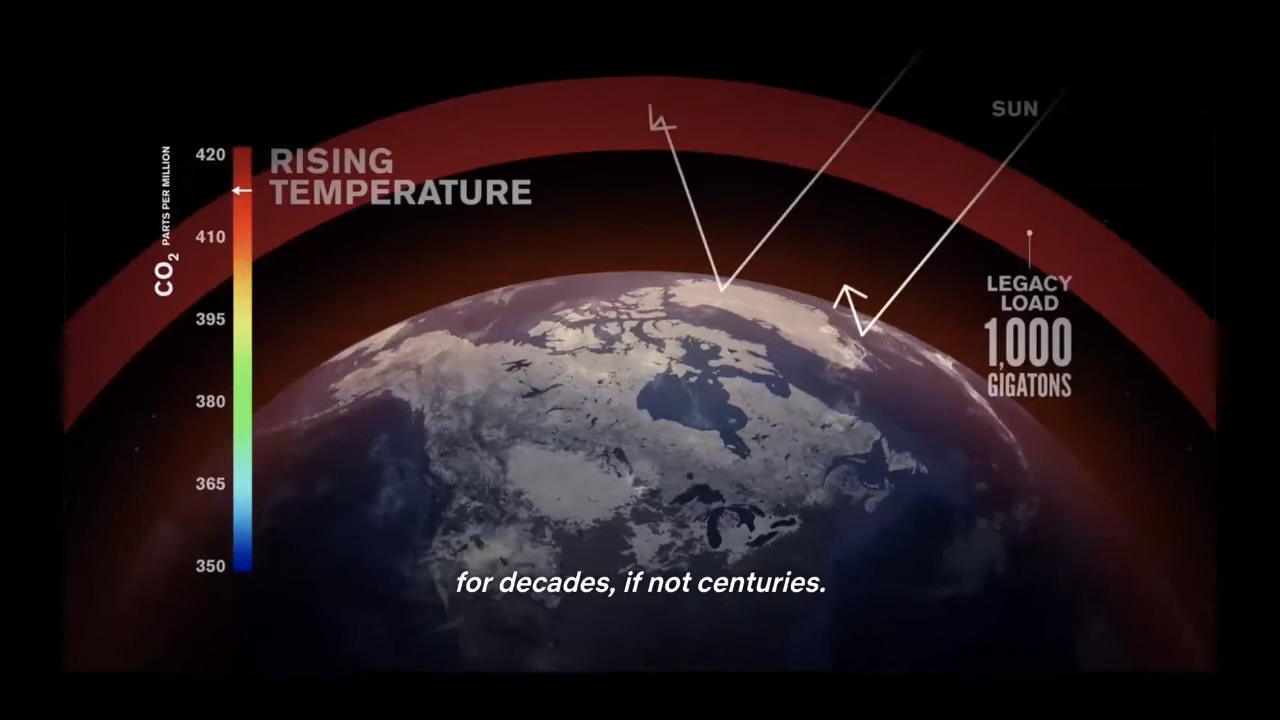 SUN
RISING
TEMPERATURE
CO2 PARTS PER MILLION
420
410
395
380
365
350
LEGACY
LOAD
1,000
GIGATONS
for decades, if not centuries.